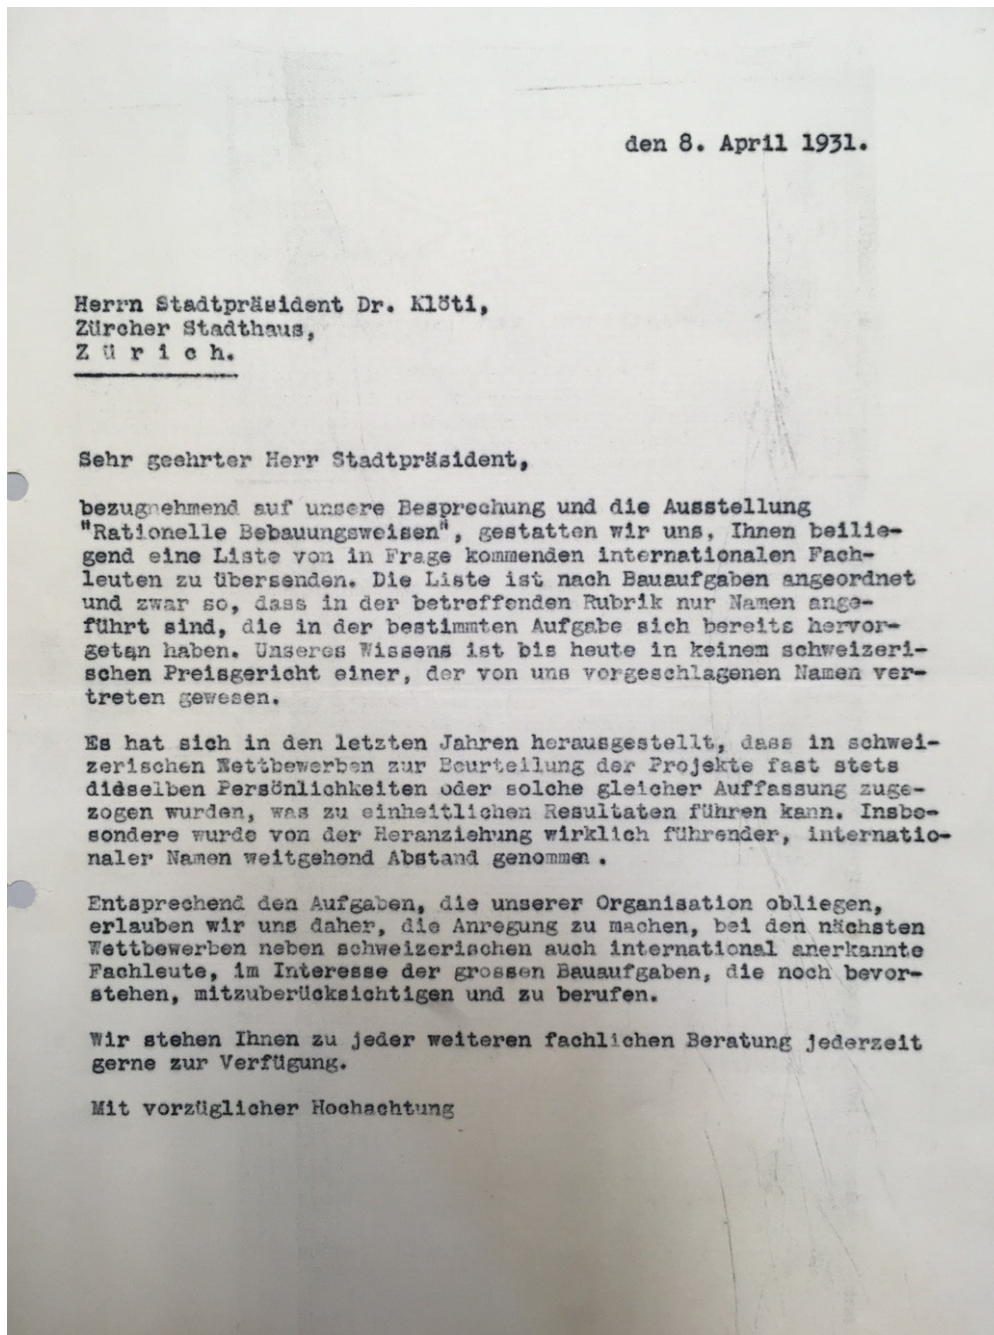 den 8. April 1931.
Herrn Stadtpräsident Dr. Klöti,
Zürcher Stadthaus,
Z ü r i c h.
Sehr geehrter Herr Stadtpräsident,
bezugnehmend auf unsere Besprechung und die Ausstellung
"Rationelle Bebauungsweisen", gestatten wir uns, Ihnen beilie-
gend eine Liste von in Frage kommenden internationalen Fach-
leuten zu übersenden. Die Liste ist nach Bauaufgaben angeordnet
und zwar so, dass in der betreffenden Rubrik nur Namen ange-
führt sind, die in der bestimmten Aufgabe sich bereits hervor-
getan haben. Unseres Wissens ist bis heute in keinem schweizeri-
schen Preisgericht einer, der von uns vorgeschlagenen Namen ver-
treten gewesen.
Es hat sich in den letzten Jahren herausgestellt, dass in schwei-
zerischen Wettbewerben zur Beurteilung der Projekte fast stets
dieselben Persönlichkeiten oder solche gleicher Auffassung zuge-
zogen wurden, was zu einheitlichen Resultaten führen kann. Insbe-
sondere wurde von der Heranziehung wirklich führender, internatio-
naler Namen weitgehend Abstand genommen .
Entsprechend den Aufgaben, die unserer Organisation obliegen,
erlauben wir uns daher, die Anregung zu machen, bei den nächsten
Wettbewerben neben schweizerischen auch international anerkannte
Fachleute, im Interesse der grossen Bauaufgaben, die noch bevor-
stehen, mitzuberücksichtigen und zu berufen.
Wir stehen Ihnen zu jeder weiteren fachlichen Beratung jederzeit
gerne zur Verfügung.
Mit vorzüglicher Hochachtung